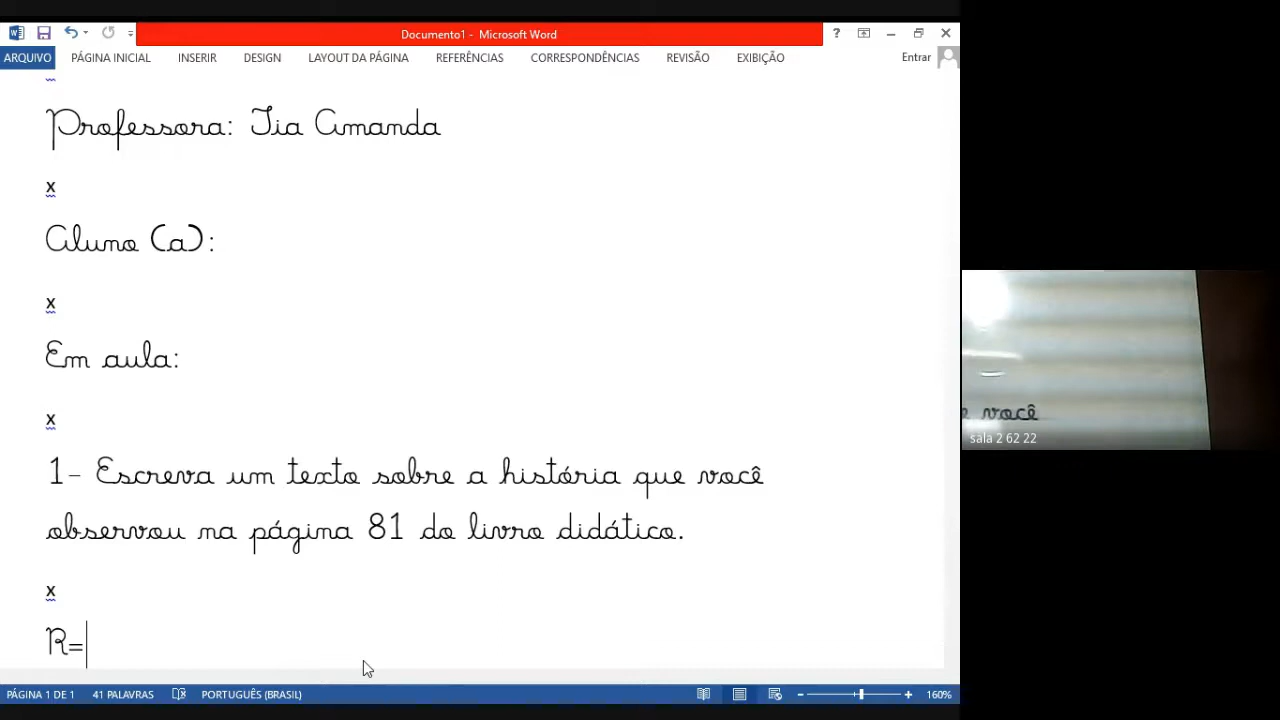 Documento1 - Microsoft Word
?
ARQUIVO PÁGINA INICIAL INSERIR DESIGN LAYOUT DA PÁGINA REFERÊNCIAS CORRESPONDÊNCIAS REVISÃO EXIBIÇÃO Entrar
Professora: Tia Amanda
x
Aluno (a):
x
Em aula:
x
1- Escreva um texto sobre a história que você
observou na página 81 do livro didático.
x
R=
PÁGINA 1 DE 1 41 PALAVRAS PORTUGUÊS (BRASIL) 160%
e você
sala 2 62 22